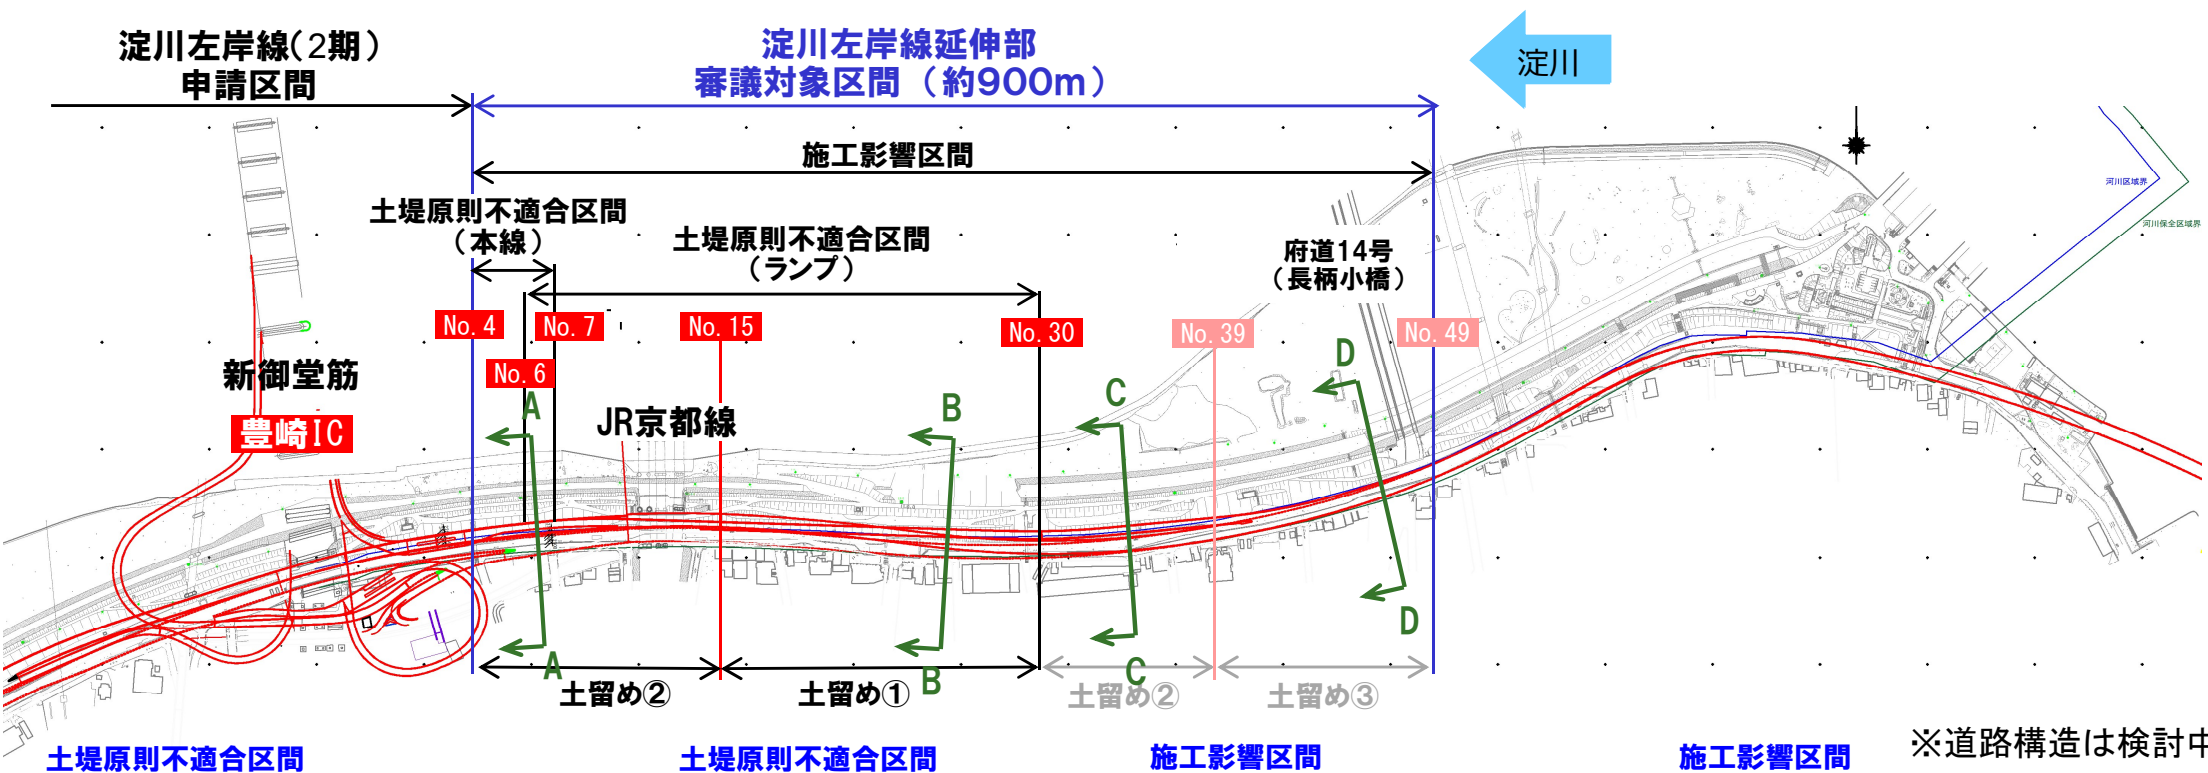 淀川左岸線(2期)
申請区間
淀川左岸線延伸部
審議対象区間（約900m）
淀川
施工影響区間
土堤原則不適合区間
（本線）
土堤原則不適合区間
（ランプ）
府道14号
（長柄小橋）
河川区域界
河川保全区域界
No. 4
No. 7
No. 15
No. 30
No. 39
No. 49
No. 6
新御堂筋
豊崎IC
JR京都線
A
B
C
D
A
B
C
D
土留め②
土留め①
土留め②
土留め③
土堤原則不適合区間
土堤原則不適合区間
施工影響区間
施工影響区間
※道路構造は検討中